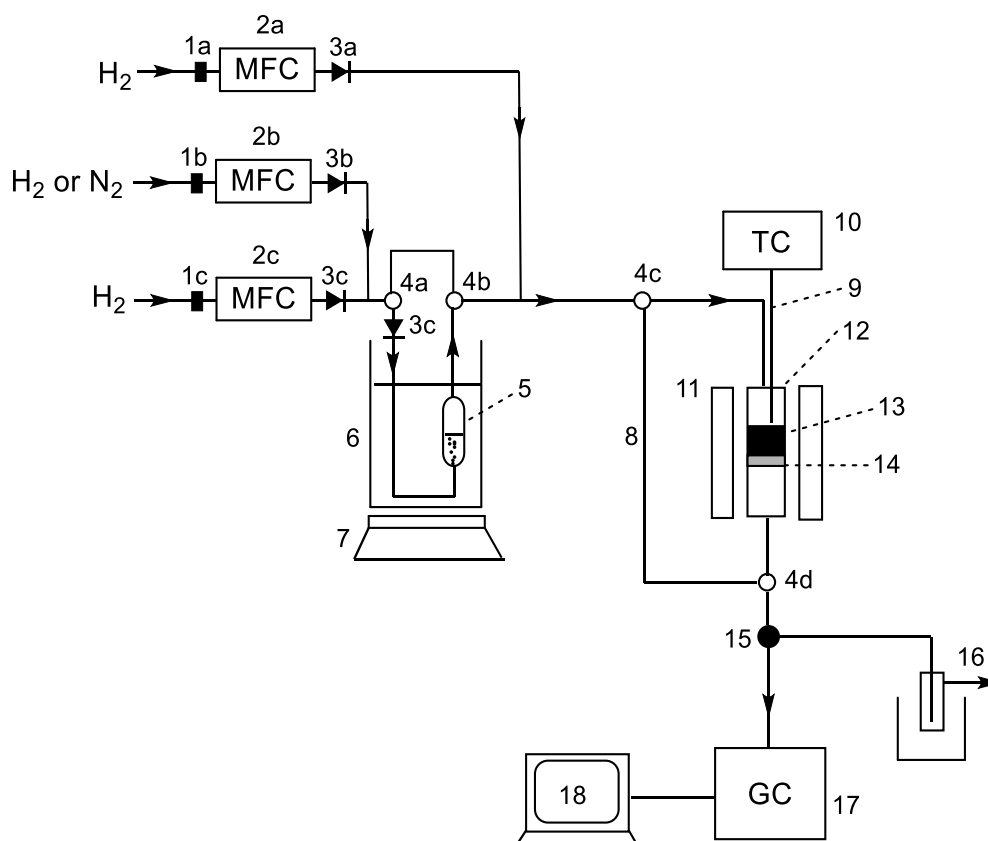 2a
1a
3a
H₂
MFC
2b
1b
3b
H₂ or N₂
MFC
2c
1c
3c
4a
4b
4c
H₂
MFC
3c
TC
10
9
12
5
11
13
6
8
14
7
4d
15
16
18
GC
17